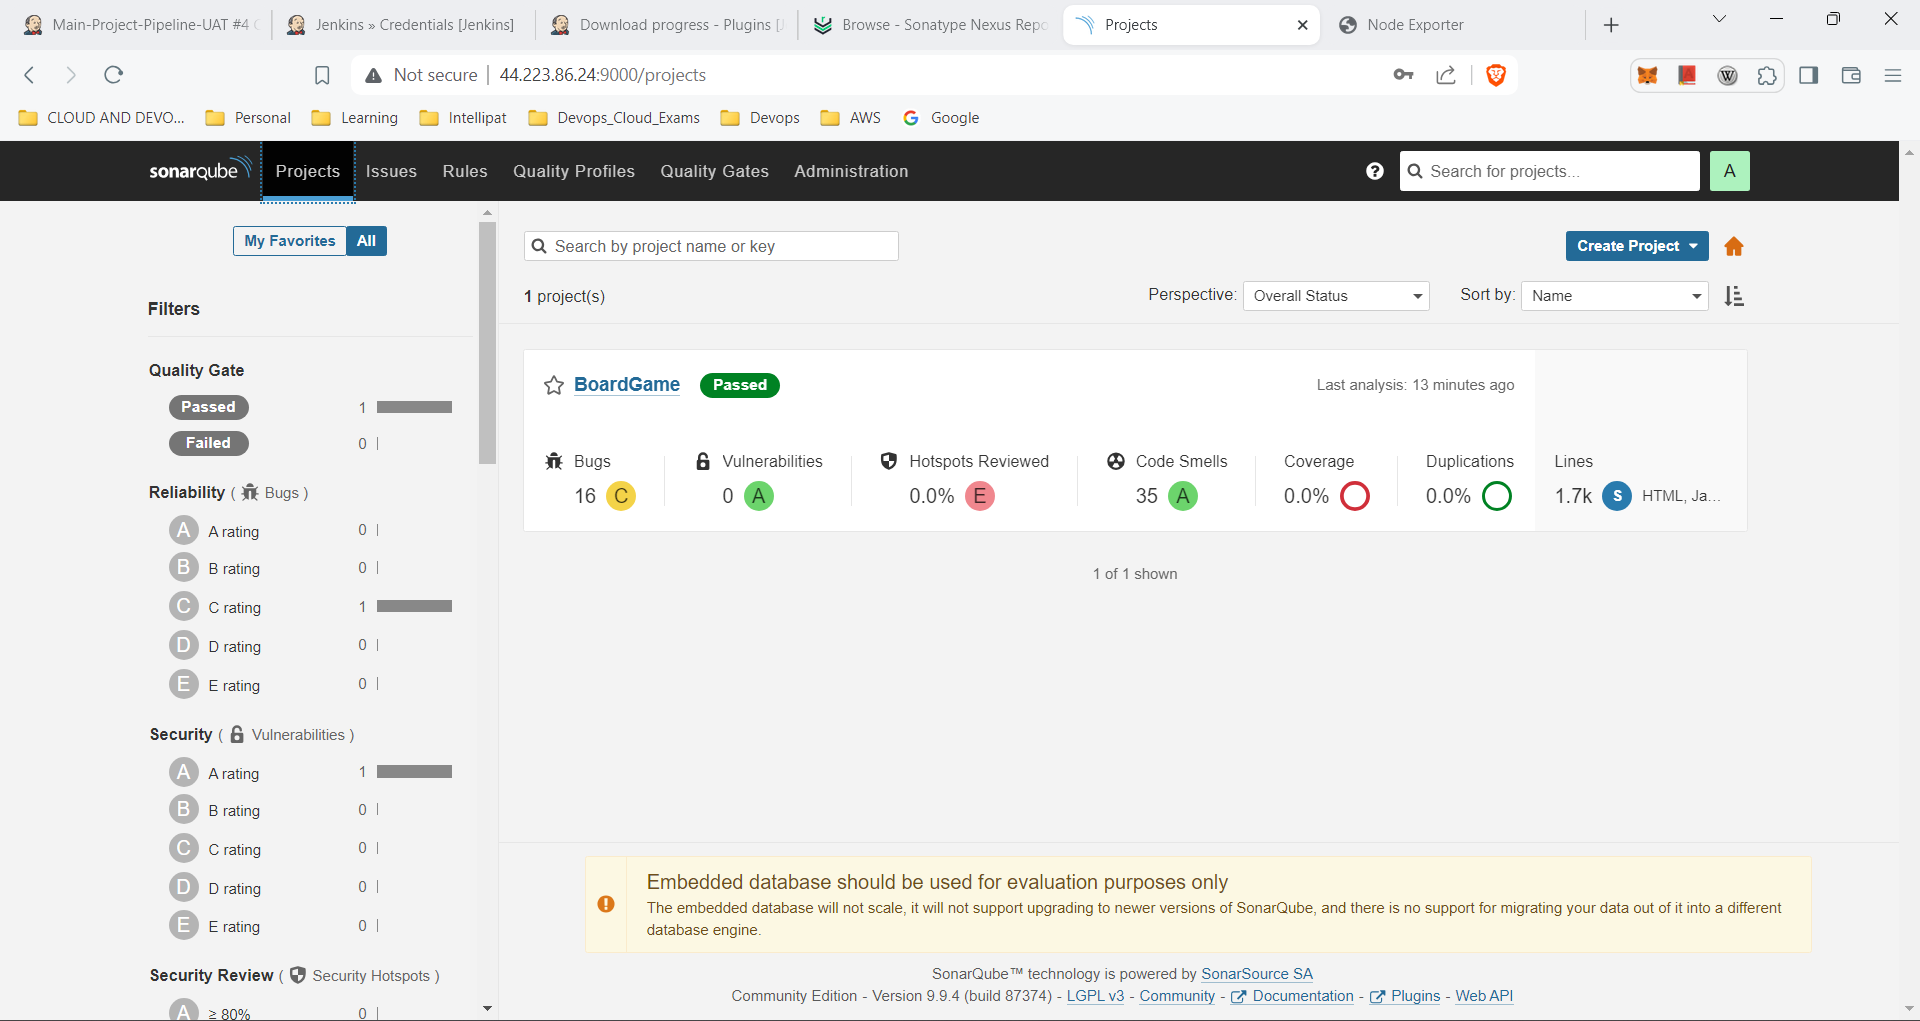 Main-Project-Pipeline-UAT #4
Jenkins » Credentials [Jenkins]
Download progress - Plugins [J
Browse - Sonatype Nexus Repo
Projects
Node Exporter
Not secure
44.223.86.24:9000/projects
CLOUD AND DEVO...
Personal
Learning
Intellipat
Devops_Cloud_Exams
Devops
AWS
Google
sonarqube
Projects
Issues
Rules
Quality Profiles
Quality Gates
Administration
Search for projects...
A
My Favorites
All
Search by project name or key
Create Project
1 project(s)
Perspective:
Overall Status
Sort by:
Name
Filters
Quality Gate
Passed 1
Failed 0
Reliability ( Bugs )
A A rating 0
B B rating 0
C C rating 1
D D rating 0
E E rating 0
Security ( Vulnerabilities )
A A rating 1
B B rating 0
C C rating 0
D D rating 0
E E rating 0
Security Review ( Security Hotspots )
A ≥ 80% 0
BoardGame Passed
Last analysis: 13 minutes ago
Bugs
16 C
Vulnerabilities
0 A
Hotspots Reviewed
0.0% E
Code Smells
35 A
Coverage
0.0%
Duplications
0.0%
Lines
1.7k S HTML, Ja...
1 of 1 shown
Embedded database should be used for evaluation purposes only
The embedded database will not scale, it will not support upgrading to newer versions of SonarQube, and there is no support for migrating your data out of it into a different
database engine.
SonarQube™ technology is powered by SonarSource SA
Community Edition - Version 9.9.4 (build 87374) - LGPL v3 - Community - Documentation - Plugins - Web API